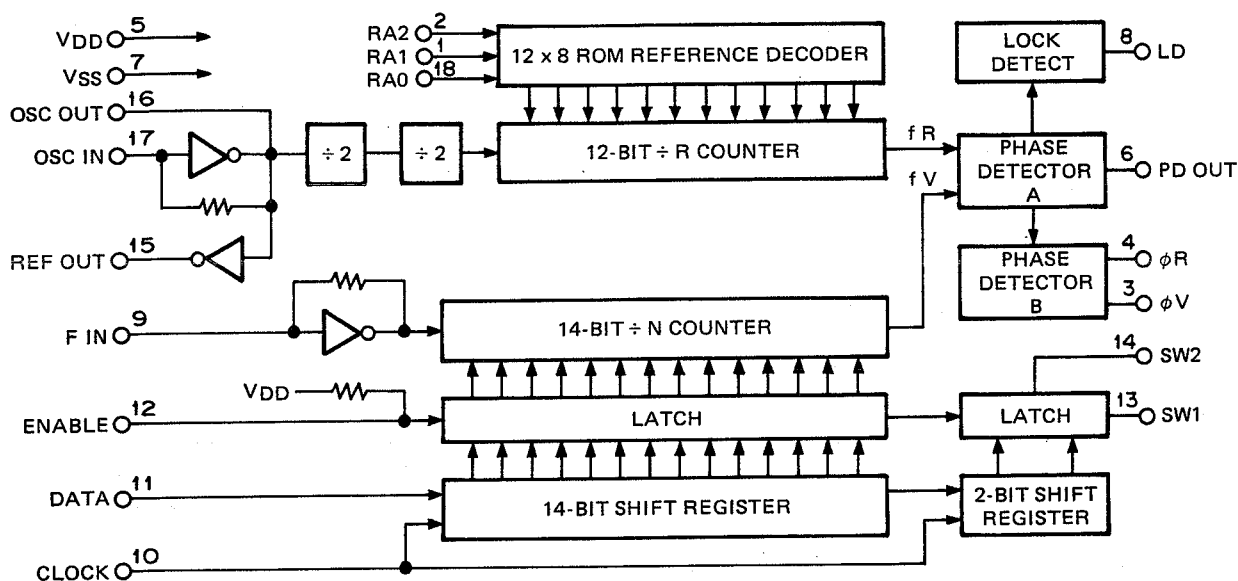 VDD 5
VSS 7
OSC OUT 16
OSC IN 17
REF OUT 15
F IN 9
ENABLE 12
DATA 11
CLOCK 10
RA2 2
RA1 1
RA0 18
12 x 8 ROM REFERENCE DECODER
÷ 2
÷ 2
12-BIT ÷ R COUNTER
f R
f V
LOCK
DETECT
8 LD
PHASE
DETECTOR
A
6 PD OUT
PHASE
DETECTOR
B
4 φR
3 φV
14-BIT ÷ N COUNTER
VDD
LATCH
14-BIT SHIFT REGISTER
14 SW2
LATCH
13 SW1
2-BIT SHIFT
REGISTER